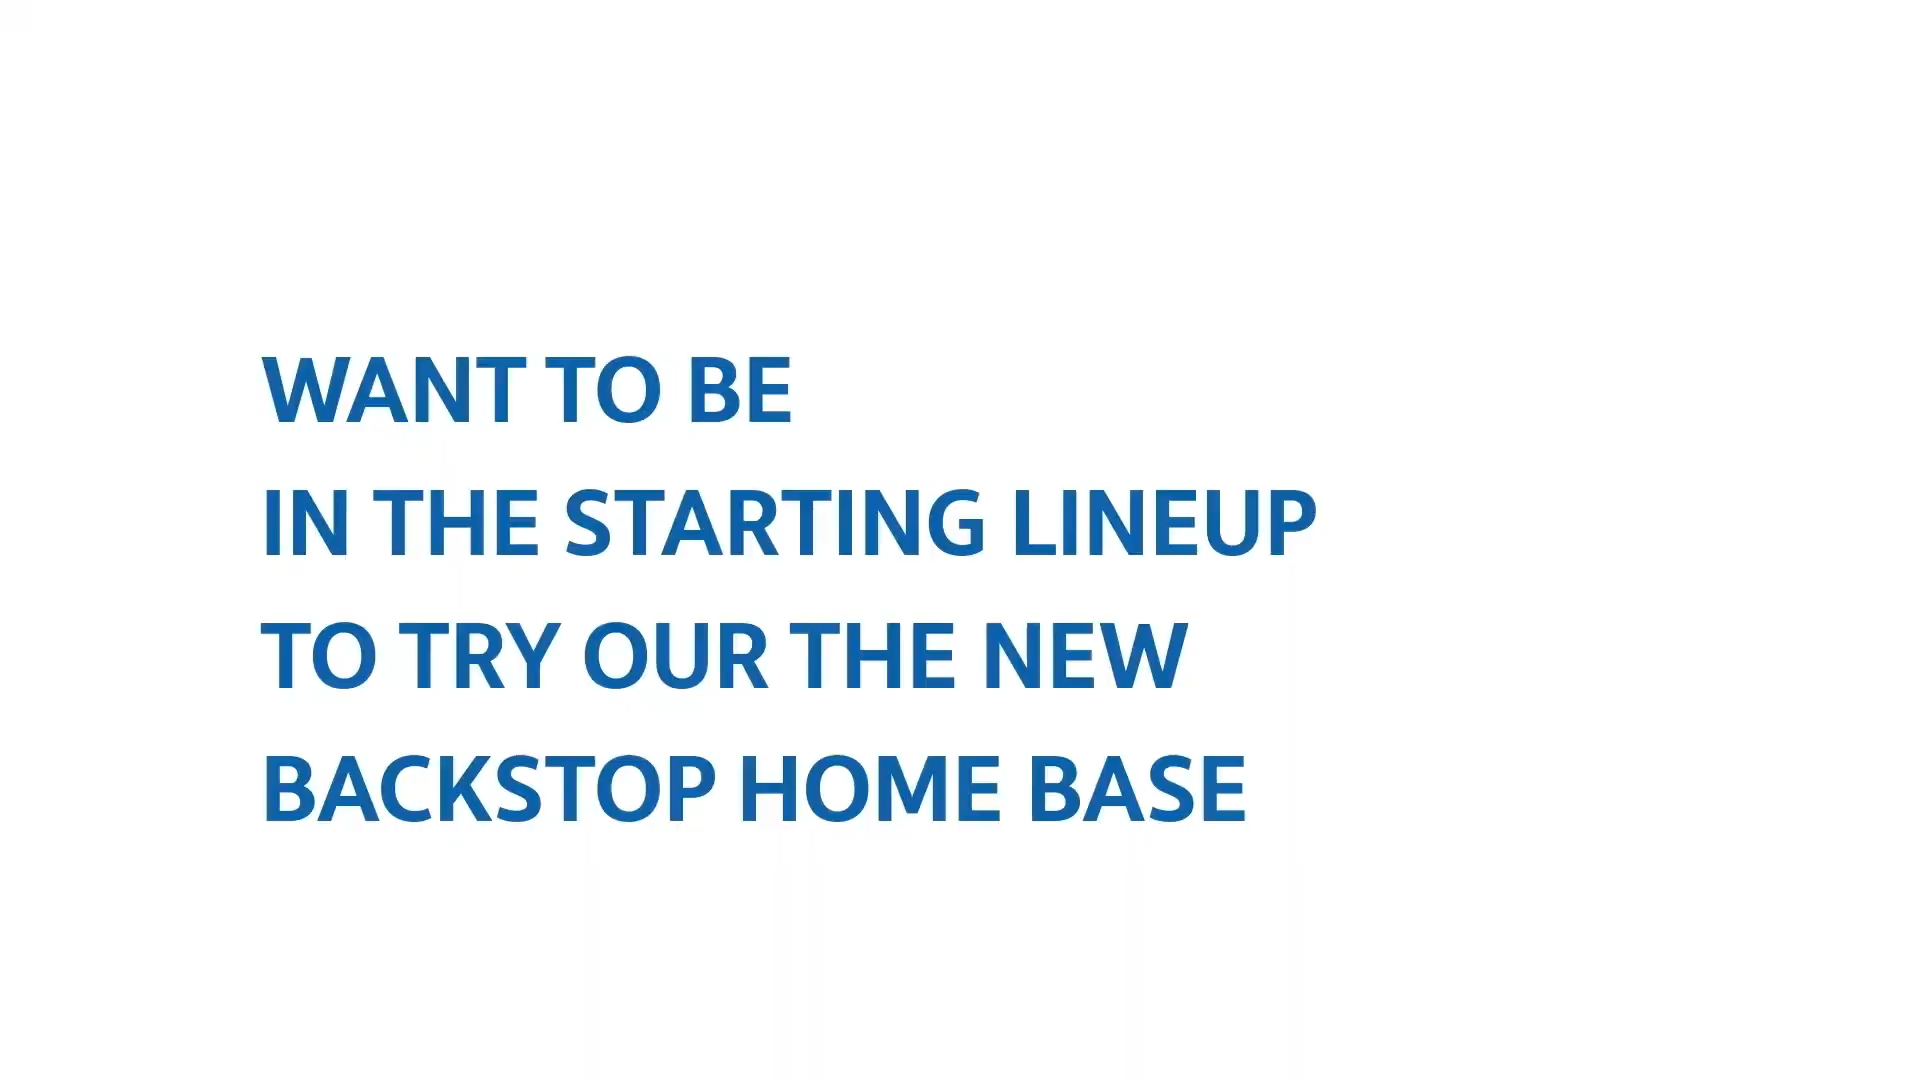 WANT TO BE
IN THE STARTING LINEUP
TO TRY OUR THE NEW
BACKSTOP HOME BASE